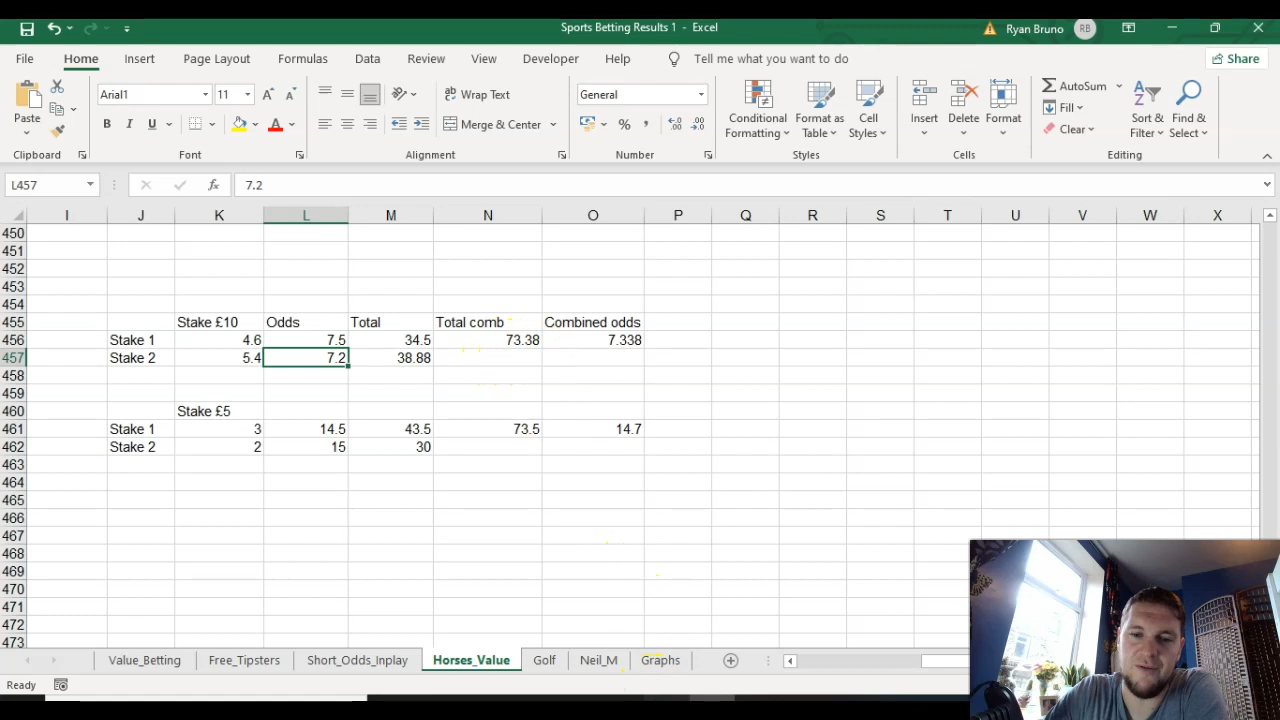 Sports Betting Results 1 - Excel
Ryan Bruno
RB
File Home Insert Page Layout Formulas Data Review View Developer Help Tell me what you want to do Share
Paste
Clipboard
Arial1 11
B I U
A
Font
Wrap Text
Merge & Center
Alignment
General
%
Number
Conditional Formatting
Format as Table
Cell Styles
Styles
Insert Delete Format
Cells
AutoSum
Fill
Clear
Sort & Filter
Find & Select
Editing
L457 fx 7.2
I J K L M N O P Q R S T U V W X
450
451
452
453
454
455 Stake £10 Odds Total Total comb Combined odds
456 Stake 1 4.6 7.5 34.5 73.38 7.338
457 Stake 2 5.4 7.2 38.88
458
459
460 Stake £5
461 Stake 1 3 14.5 43.5 73.5 14.7
462 Stake 2 2 15 30
463
464
465
466
467
468
469
470
471
472
473
Value_Betting Free_Tipsters Short_Odds_Inplay Horses_Value Golf Neil_M Graphs
Ready